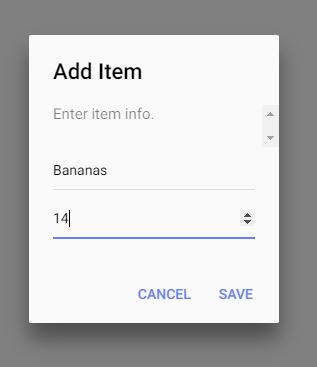 Add Item
Enter item info.
Bananas
14
CANCEL SAVE